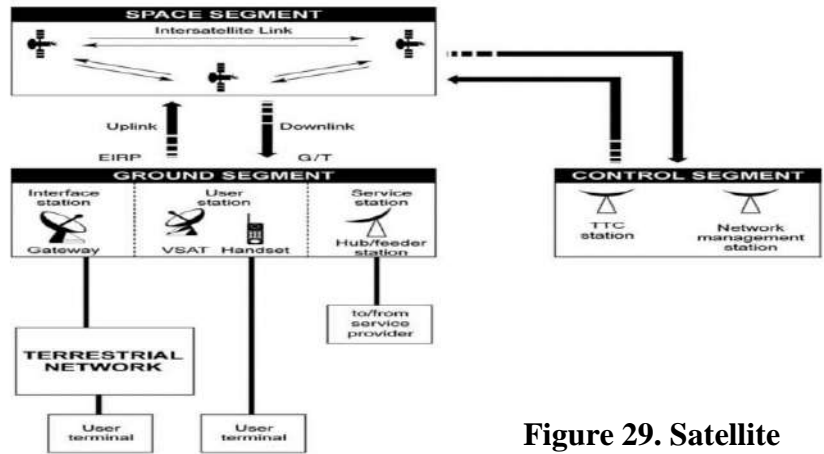 SPACE SEGMENT
Intersatellite Link
Uplink
Downlink
EIRP
G/T
GROUND SEGMENT
Interface
station
User
station
Service
station
Gateway
VSAT
Handset
Hub/feeder
station
CONTROL SEGMENT
TTC
station
Network
management
station
to/from
service
provider
TERRESTRIAL
NETWORK
User
terminal
User
terminal
Figure 29. Satellite